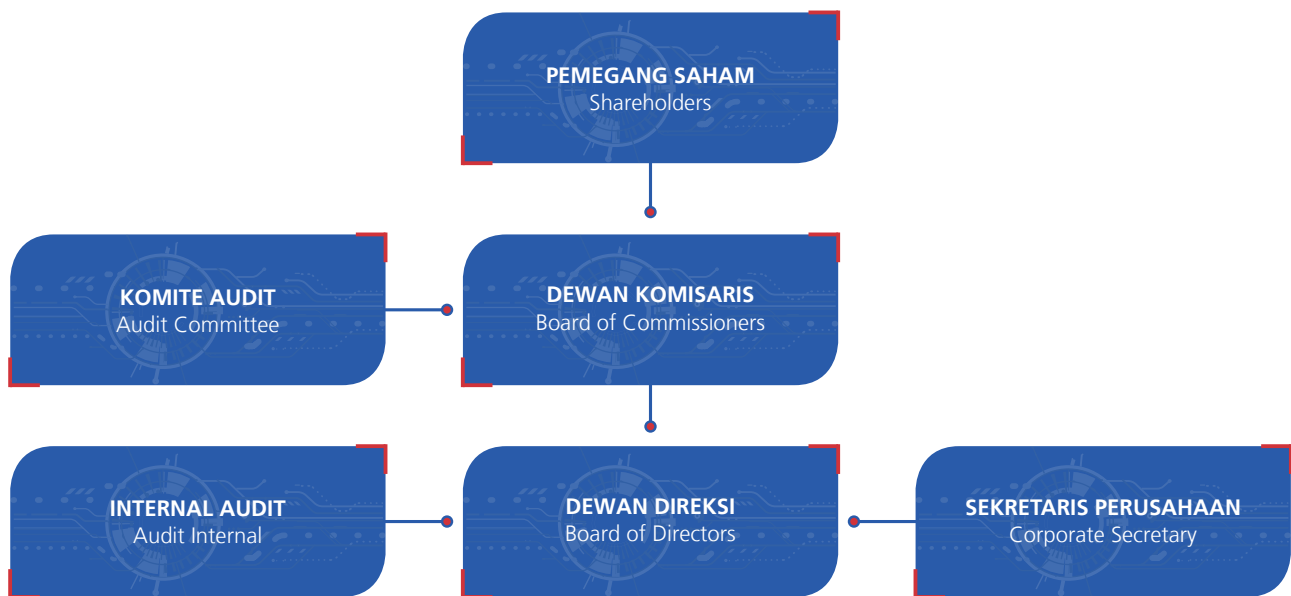 PEMEGANG SAHAM
Shareholders
KOMITE AUDIT
Audit Committee
DEWAN KOMISARIS
Board of Commissioners
INTERNAL AUDIT
Audit Internal
DEWAN DIREKSI
Board of Directors
SEKRETARIS PERUSAHAAN
Corporate Secretary